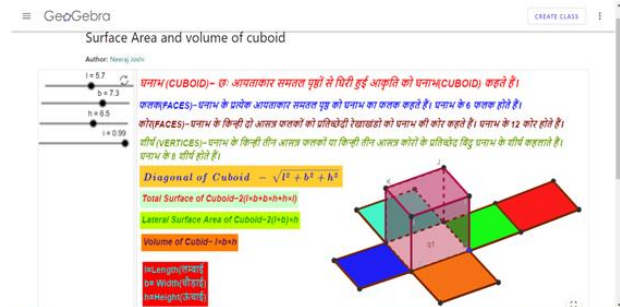 GeoGebra
CREATE CLASS
Surface Area and volume of cuboid
Author: Neeraj Joshi
l = 5.7
b = 7.3
h = 6.5
i = 0.99
घनाभ (CUBOID)- छः आयताकार समतल पृष्ठों से घिरी हुई आकृति को घनाभ(CUBOID) कहते हैं।
फलक(FACES)-घनाभ के प्रत्येक आयताकार समतल पृष्ठ को घनाभ का फलक कहते हैं। घनाभ के 6 फलक होते हैं।
कोर(FACES)-घनाभ के किन्ही दो आसन्न फलकों को प्रतिच्छेदी रेखाखंडो को घनाभ की कोर कहते हैं। घनाभ के 12 कोर होते हैं।
शीर्ष(VERTICES)-घनाभ के किन्ही तीन आसन्न फलकों या किन्ही तीन आसन्न कोरों के प्रतिच्छेद बिंदु घनाभ के शीर्ष कहलाते हैं।
घनाभ के 8 शीर्ष होते हैं।
Diagonal of Cuboid - √l² + b² + h²
Total Surface of Cuboid-2(l×b+b×h+h×l)
Lateral Surface Area of Cuboid-2(l+b)×h
Volume of Cubid- l×b×h
l=Length(लम्बाई)
b= Width(चौड़ाई)
h=Height(ऊंचाई)
K
J
q1